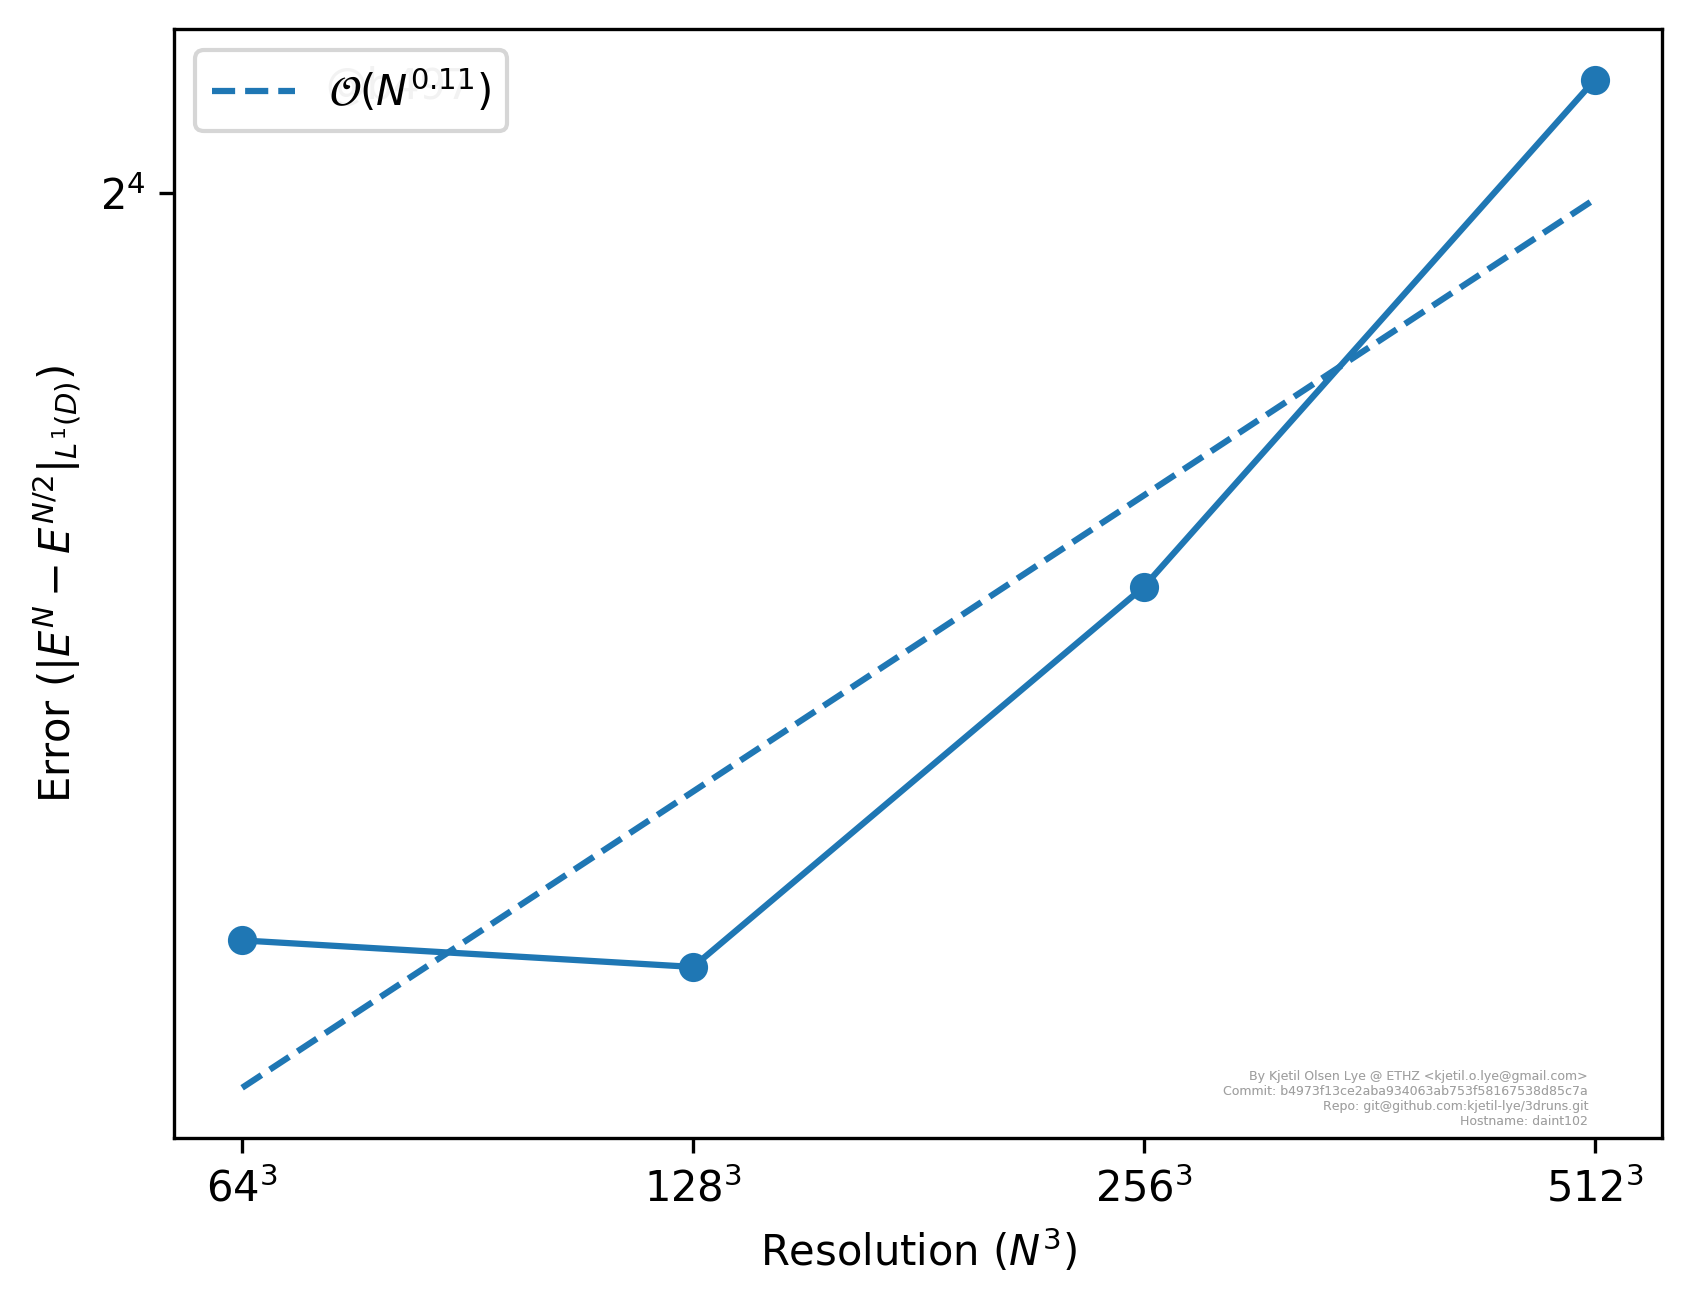 𝒪(N^0.11)
2^4
Error (|E^N − E^{N/2}|_{L^1(D)})
64^3 128^3 256^3 512^3
Resolution (N^3)
By Kjetil Olsen Lye @ ETHZ <kjetil.o.lye@gmail.com>
Commit: b4973f13ce2aba934063ab753f58167538d85c7a
Repo: git@github.com:kjetil-lye/3druns.git
Hostname: daint102